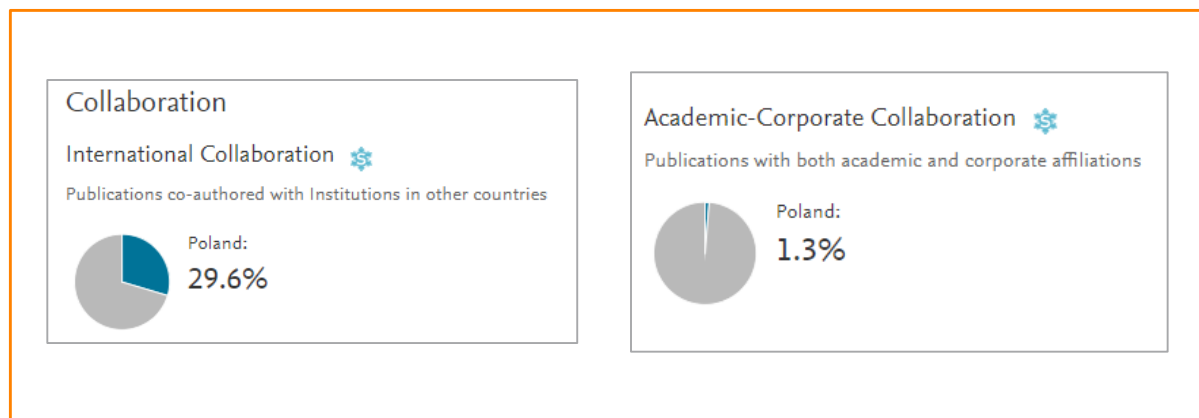 Collaboration
International Collaboration
Publications co-authored with Institutions in other countries
Poland:
29.6%
Academic-Corporate Collaboration
Publications with both academic and corporate affiliations
Poland:
1.3%